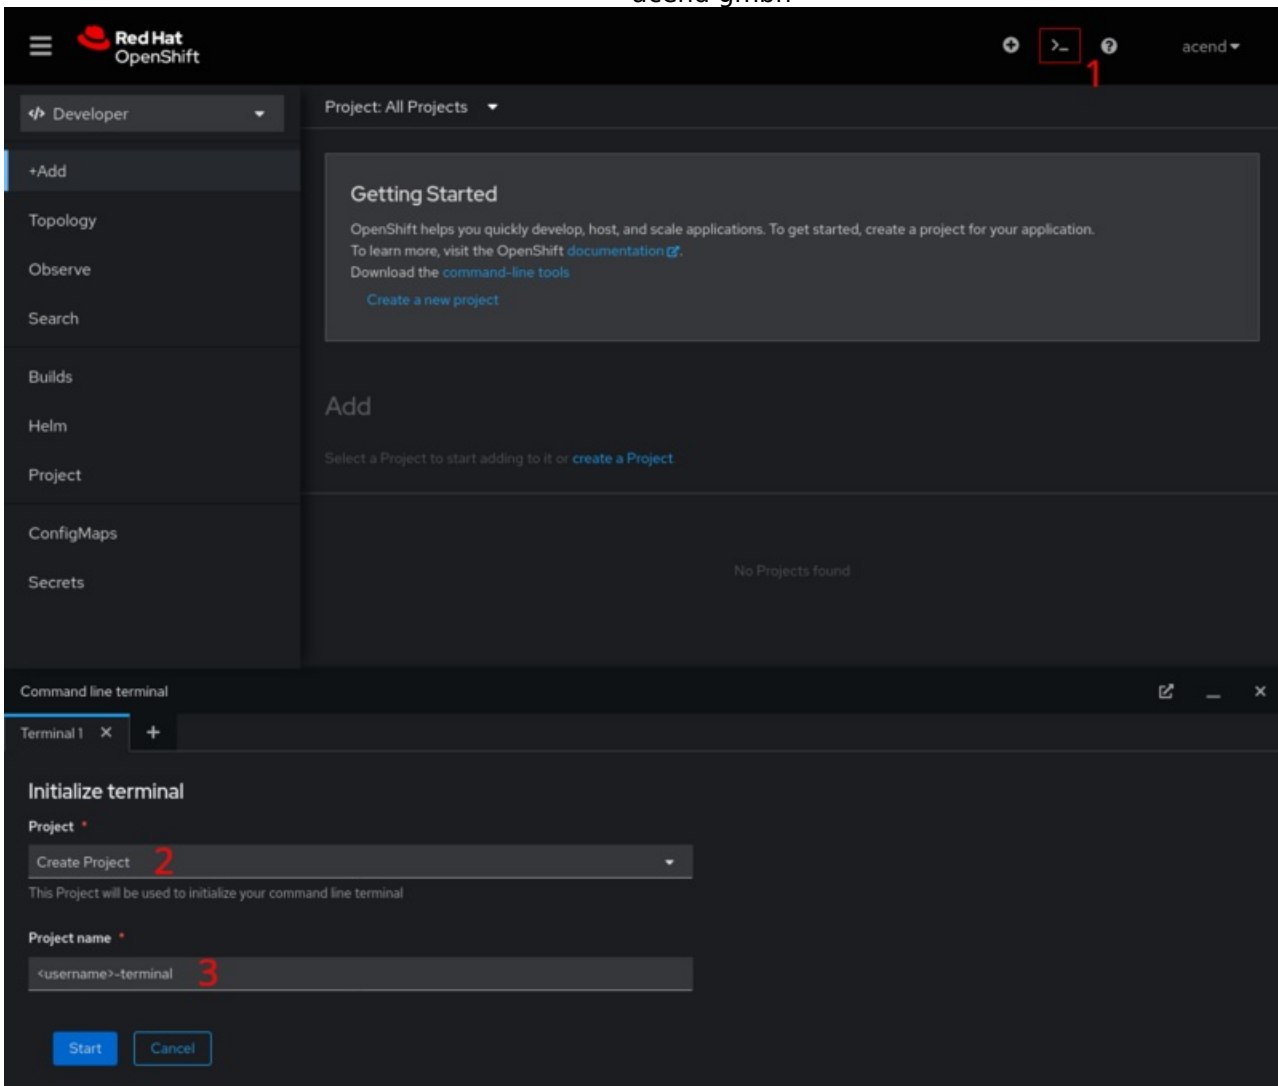 acend gmbh
Red Hat
OpenShift
>_
acend
1
</> Developer
Project: All Projects
+Add
Topology
Observe
Search
Builds
Helm
Project
ConfigMaps
Secrets
Getting Started
OpenShift helps you quickly develop, host, and scale applications. To get started, create a project for your application.
To learn more, visit the OpenShift documentation.
Download the command-line tools
Create a new project
Add
Select a Project to start adding to it or create a Project
No Projects found
Command line terminal
Terminal 1
Initialize terminal
Project *
Create Project 2
This Project will be used to initialize your command line terminal
Project name *
<username>-terminal 3
Start Cancel